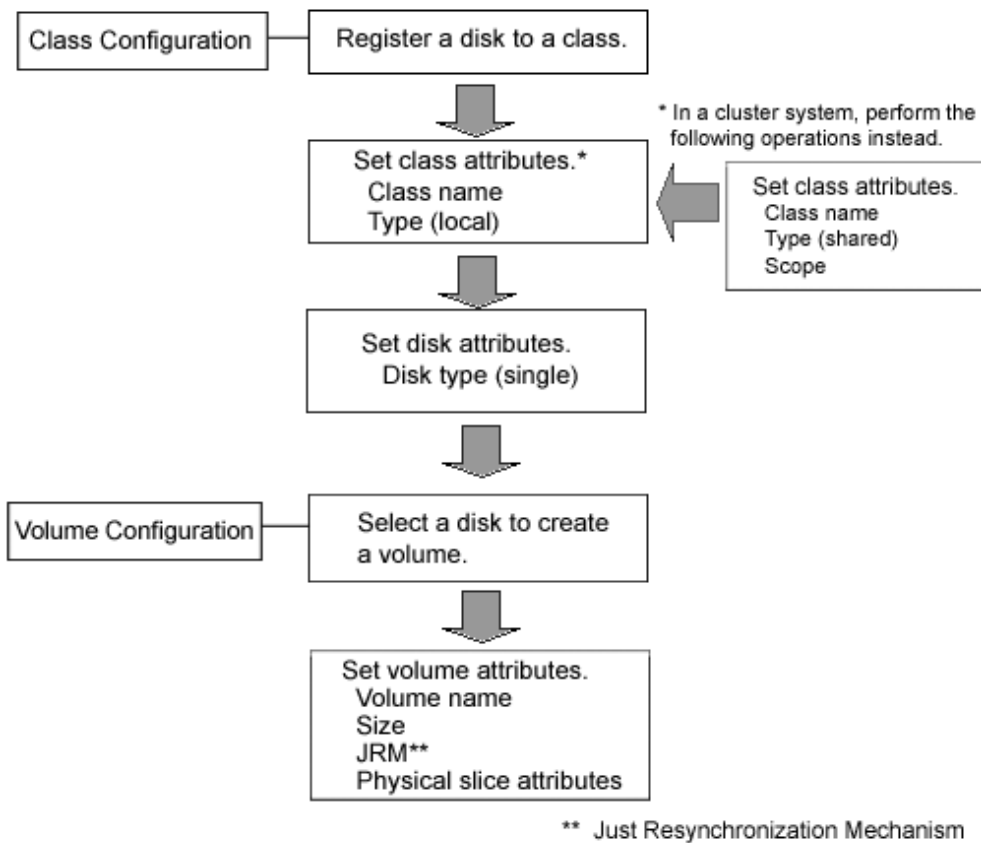 Class Configuration
Register a disk to a class.
* In a cluster system, perform the
following operations instead.
Set class attributes.*
Class name
Type (local)
Set class attributes.
Class name
Type (shared)
Scope
Set disk attributes.
Disk type (single)
Volume Configuration
Select a disk to create
a volume.
Set volume attributes.
Volume name
Size
JRM**
Physical slice attributes
** Just Resynchronization Mechanism